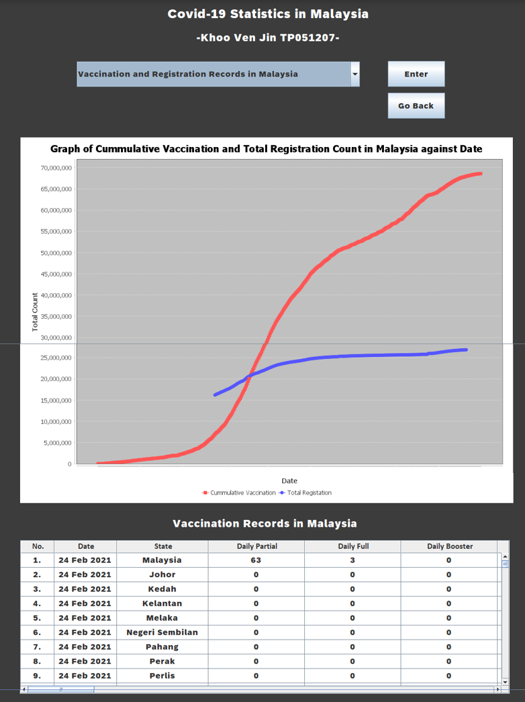 Covid-19 Statistics in Malaysia
-Khoo Ven Jin TP051207-
Vaccination and Registration Records in Malaysia
Enter
Go Back
Graph of Cummulative Vaccination and Total Registration Count in Malaysia against Date
70,000,000
65,000,000
60,000,000
55,000,000
50,000,000
45,000,000
40,000,000
35,000,000
30,000,000
25,000,000
20,000,000
15,000,000
10,000,000
5,000,000
0
Total Count
Date
Cummulative Vaccination Total Registation
Vaccination Records in Malaysia
No. Date State Daily Partial Daily Full Daily Booster
1. 24 Feb 2021 Malaysia 63 3 0
2. 24 Feb 2021 Johor 0 0 0
3. 24 Feb 2021 Kedah 0 0 0
4. 24 Feb 2021 Kelantan 0 0 0
5. 24 Feb 2021 Melaka 0 0 0
6. 24 Feb 2021 Negeri Sembilan 0 0 0
7. 24 Feb 2021 Pahang 0 0 0
8. 24 Feb 2021 Perak 0 0 0
9. 24 Feb 2021 Perlis 0 0 0